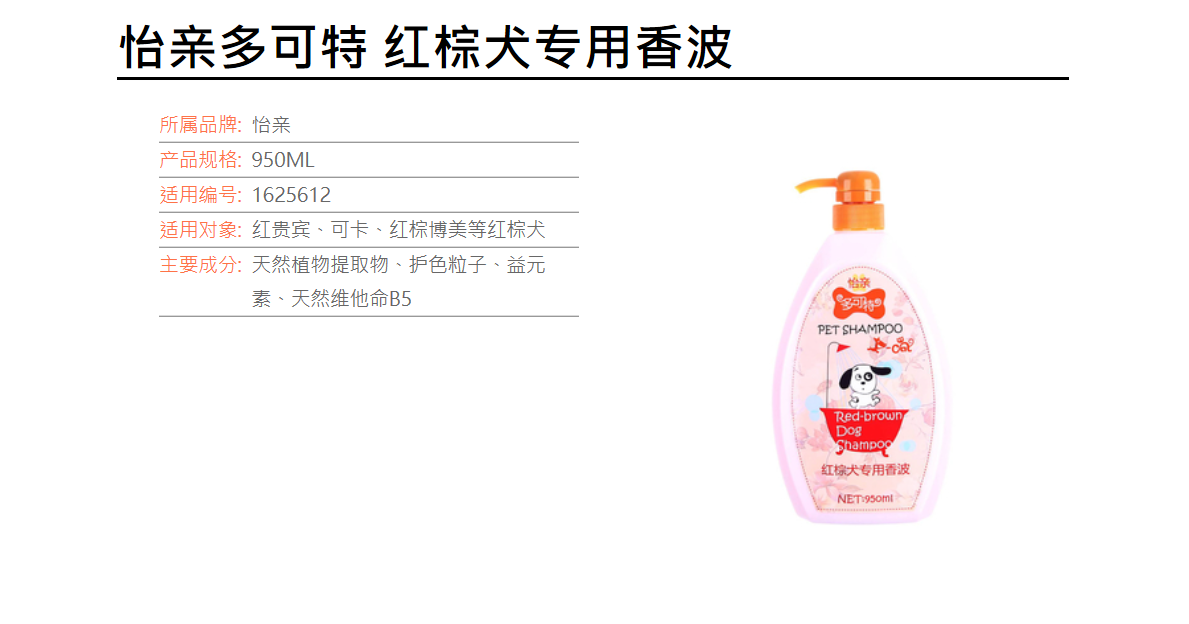 怡亲多可特 红棕犬专用香波
所属品牌: 怡亲
产品规格: 950ML
适用编号: 1625612
适用对象: 红贵宾、可卡、红棕博美等红棕犬
主要成分: 天然植物提取物、护色粒子、益元
素、天然维他命B5
怡亲
多可特
PET SHAMPOO
Red-brown
Dog
Shampoo
红棕犬专用香波
NET:950ml